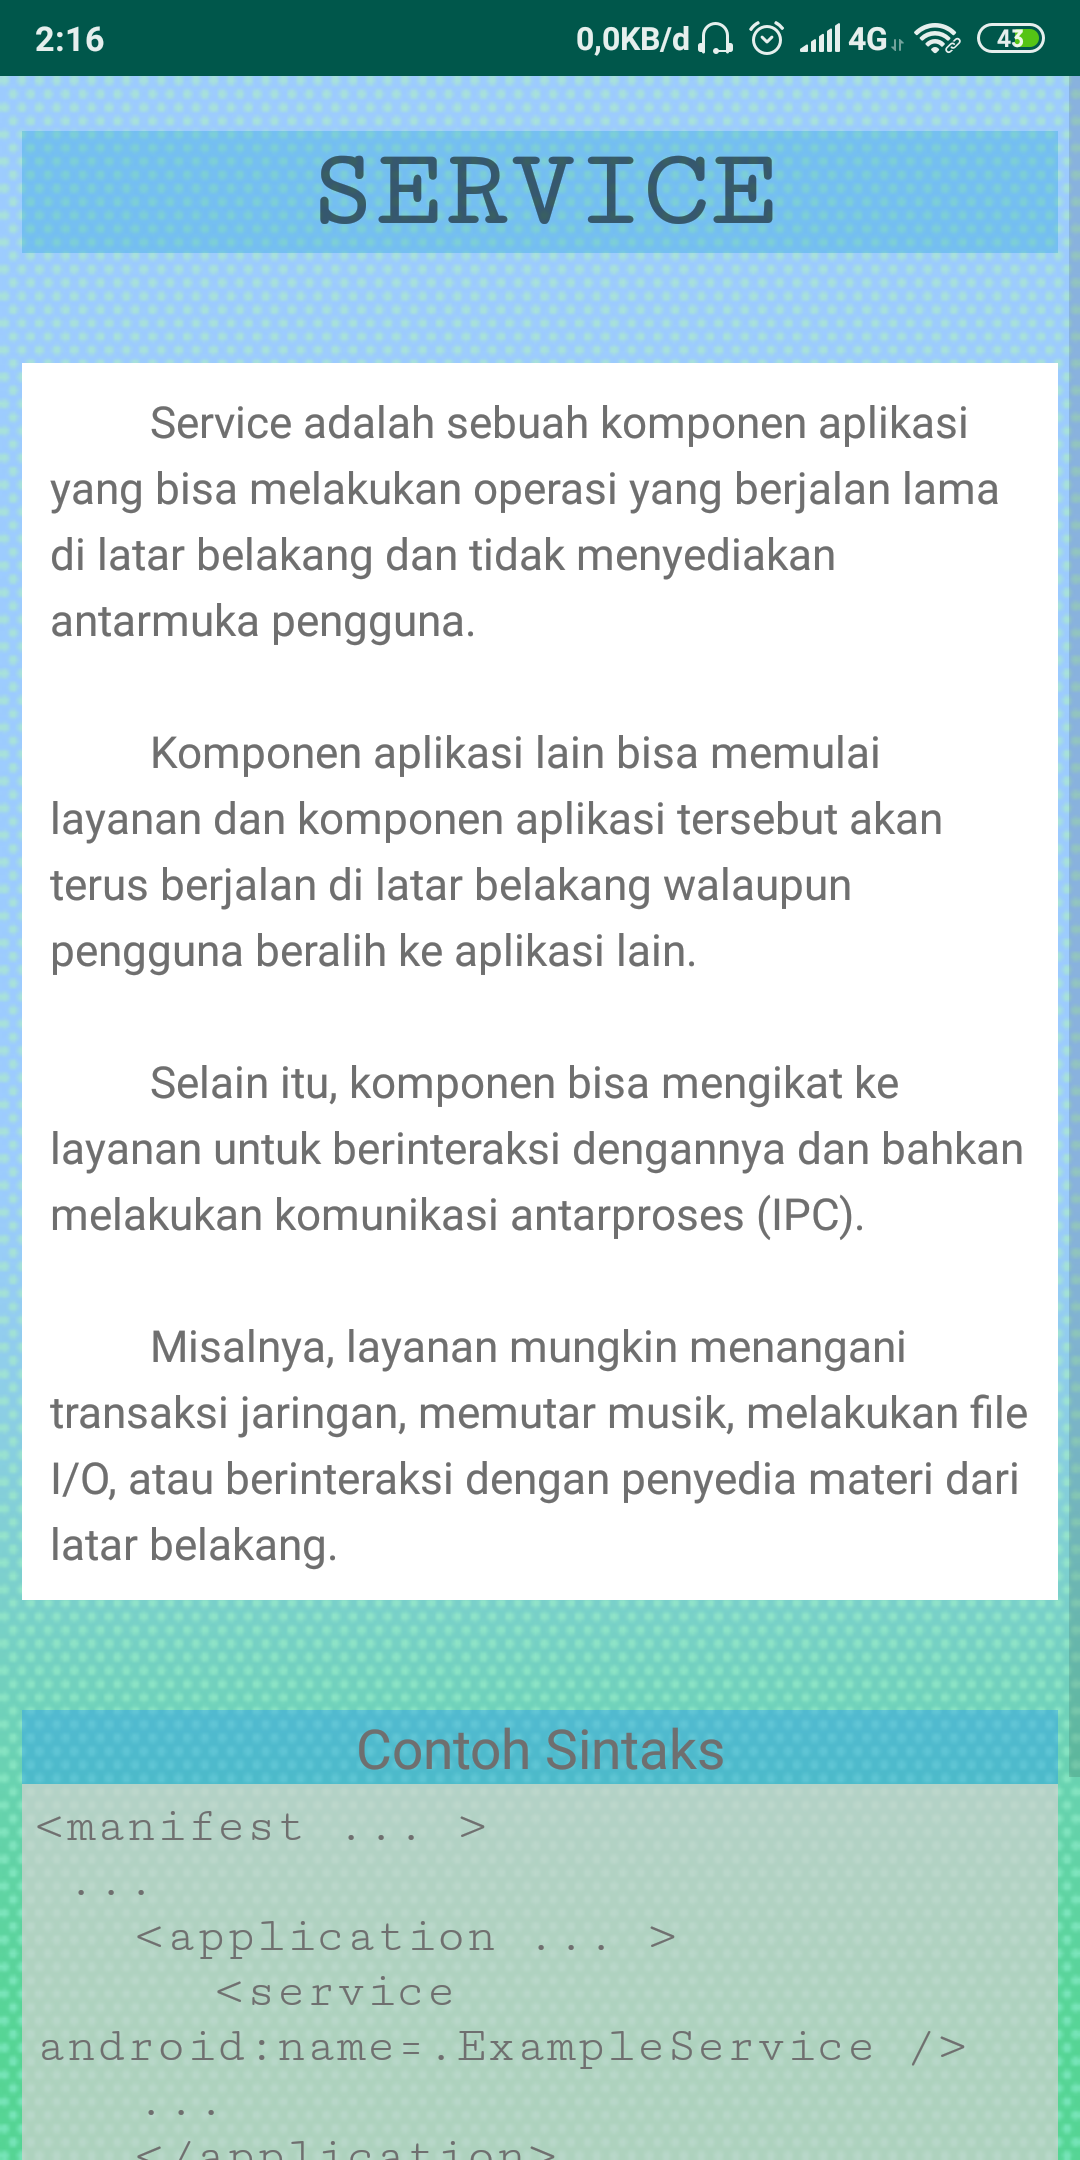 2:16 0,0KB/d 4G 43
SERVICE
Service adalah sebuah komponen aplikasi
yang bisa melakukan operasi yang berjalan lama
di latar belakang dan tidak menyediakan
antarmuka pengguna.
Komponen aplikasi lain bisa memulai
layanan dan komponen aplikasi tersebut akan
terus berjalan di latar belakang walaupun
pengguna beralih ke aplikasi lain.
Selain itu, komponen bisa mengikat ke
layanan untuk berinteraksi dengannya dan bahkan
melakukan komunikasi antarproses (IPC).
Misalnya, layanan mungkin menangani
transaksi jaringan, memutar musik, melakukan file
I/O, atau berinteraksi dengan penyedia materi dari
latar belakang.
Contoh Sintaks
<manifest ... >
...
<application ... >
<service
android:name=.ExampleService />
...
</application>